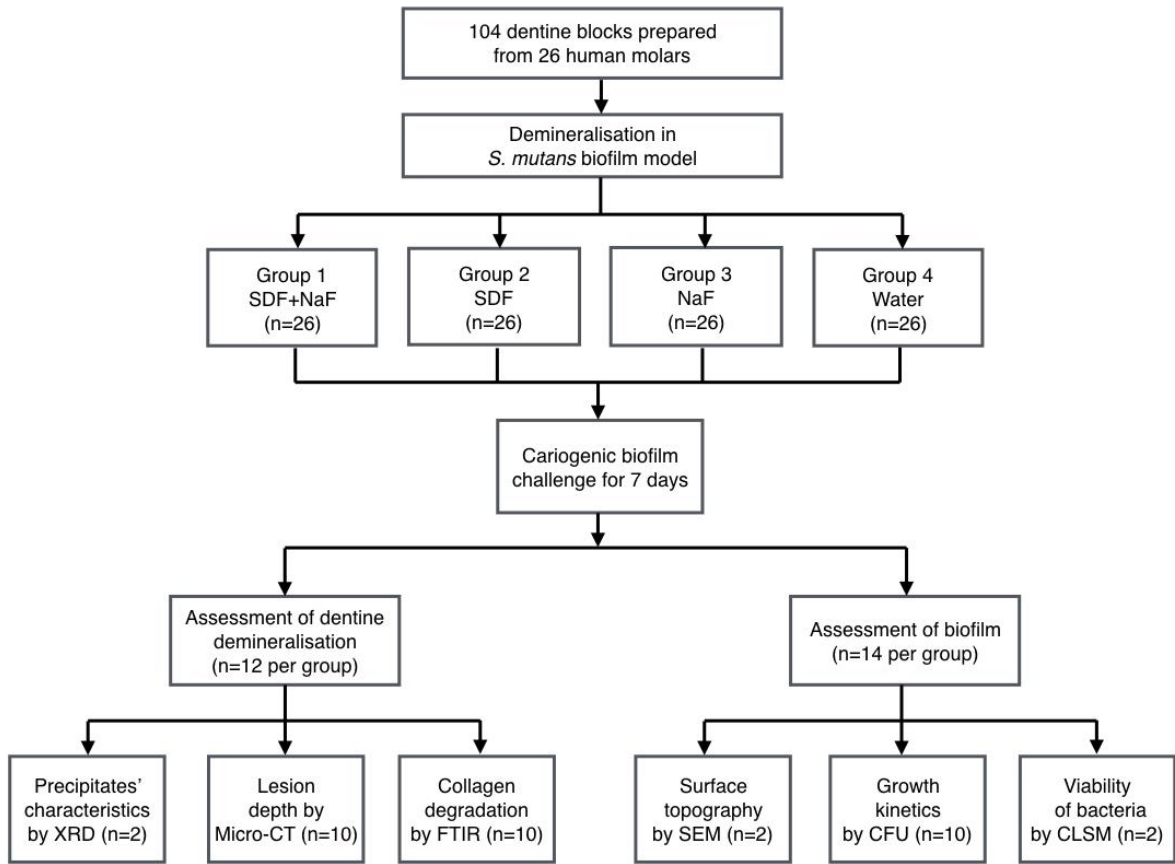 104 dentine blocks prepared
from 26 human molars
Demineralisation in
S. mutans biofilm model
Group 1
SDF+NaF
(n=26)
Group 2
SDF
(n=26)
Group 3
NaF
(n=26)
Group 4
Water
(n=26)
Cariogenic biofilm
challenge for 7 days
Assessment of dentine
demineralisation
(n=12 per group)
Assessment of biofilm
(n=14 per group)
Precipitates’
characteristics
by XRD (n=2)
Lesion
depth by
Micro-CT (n=10)
Collagen
degradation
by FTIR (n=10)
Surface
topography
by SEM (n=2)
Growth
kinetics
by CFU (n=10)
Viability
of bacteria
by CLSM (n=2)